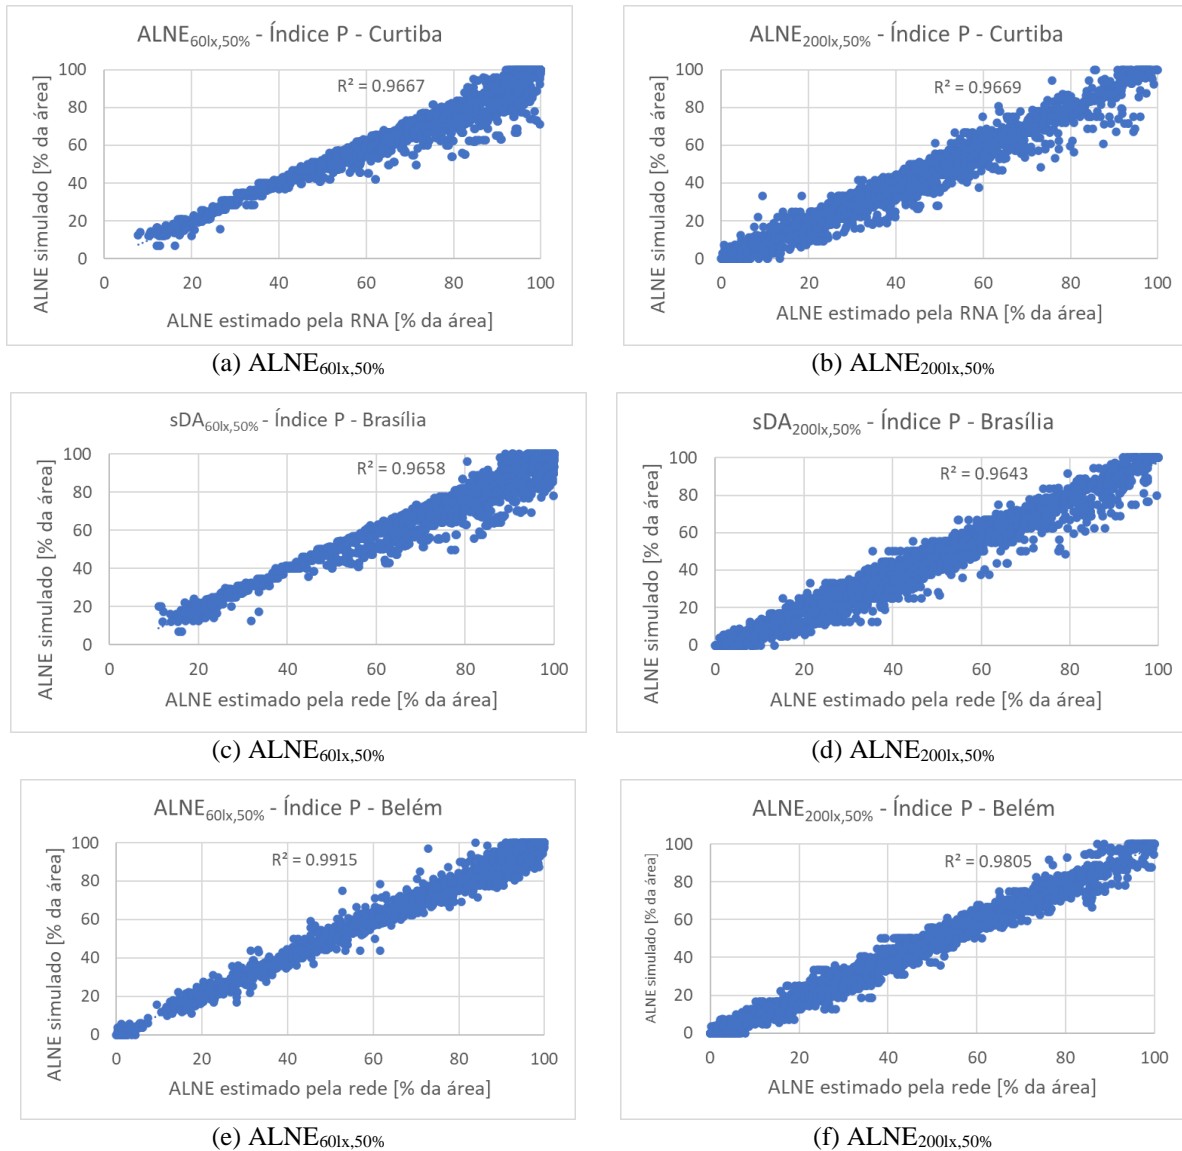 ALNE60lx,50% - Índice P - Curtiba
R² = 0.9667
ALNE simulado [% da área]
100
80
60
40
20
0
0 20 40 60 80 100
ALNE estimado pela RNA [% da área]
(a) ALNE60lx,50%
ALNE200lx,50% - Índice P - Curtiba
R² = 0.9669
ALNE simulado [% da área]
100
80
60
40
20
0
0 20 40 60 80 100
ALNE estimado pela RNA [% da área]
(b) ALNE200lx,50%
sDA60lx,50% - Índice P - Brasília
R² = 0.9658
ALNE simulado [% da área]
100
80
60
40
20
0
0 20 40 60 80 100
ALNE estimado pela rede [% da área]
(c) ALNE60lx,50%
sDA200lx,50% - Índice P - Brasília
R² = 0.9643
ALNE simulado [% da área]
100
80
60
40
20
0
0 20 40 60 80 100
ALNE estimado pela rede [% da área]
(d) ALNE200lx,50%
ALNE60lx,50% - Índice P - Belém
R² = 0.9915
ALNE simulado [% da área]
100
80
60
40
20
0
0 20 40 60 80 100
ALNE estimado pela rede [% da área]
(e) ALNE60lx,50%
ALNE200lx,50% - Índice P - Belém
R² = 0.9805
ALNE simulado [% da área]
100
80
60
40
20
0
0 20 40 60 80 100
ALNE estimado pela rede [% da área]
(f) ALNE200lx,50%